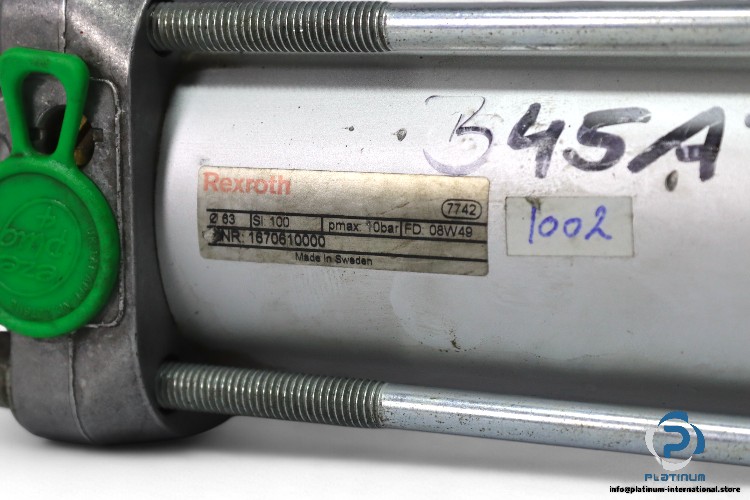 B45A
Rexroth
7742
Ø 63 SI: 100 pmax: 10bar FD: 08W49
NR: 1670610000
Made in Sweden
1002
PLATINUM
info@platinum-international.store